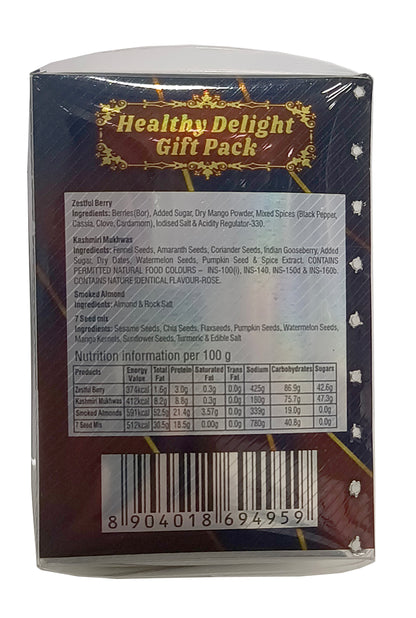 Healthy Delight
Gift Pack
Zestful Berry
Ingredients: Berries(Bor), Added Sugar, Dry Mango Powder, Mixed Spices (Black Pepper,
Cassia, Clove, Cardamom), Iodised Salt & Acidity Regulator-330.
Kashmiri Mukhwas
Ingredients: Fennel Seeds, Amaranth Seeds, Coriander Seeds, Indian Gooseberry, Added
Sugar, Dry Dates, Watermelon Seeds, Pumpkin Seed & Spice Extract. CONTAINS
PERMITTED NATURAL FOOD COLOURS – INS-100(i), INS-140, INS-150d & INS-160b.
CONTAINS NATURE IDENTICAL FLAVOUR-ROSE.
Smoked Almond
Ingredients: Almond & Rock Salt
7 Seed mix
Ingredients: Sesame Seeds, Chia Seeds, Flaxseeds, Pumpkin Seeds, Watermelon Seeds,
Mango Kernels, Sunflower Seeds, Turmeric & Edible Salt
Nutrition information per 100 g
Products Energy Value Total Fat Protein Saturated Fat Trans Fat Sodium Carbohydrates Sugars
Zestful Berry 374kcal 1.6g 3.0g 0.3g 0g 425g 86.9g 42.6g
Kashmiri Mukhwas 412kcal 8.2g 8.8g 0.3g 0g 160g 75.7g 47.3g
Smoked Almonds 591kcal 52.5g 21.4g 3.57g 0g 339g 19.0g 0g
7 Seed Mix 512kcal 30.5g 18.5g 0.00g 0g 780g 40.8g 0g
8 904018 694959